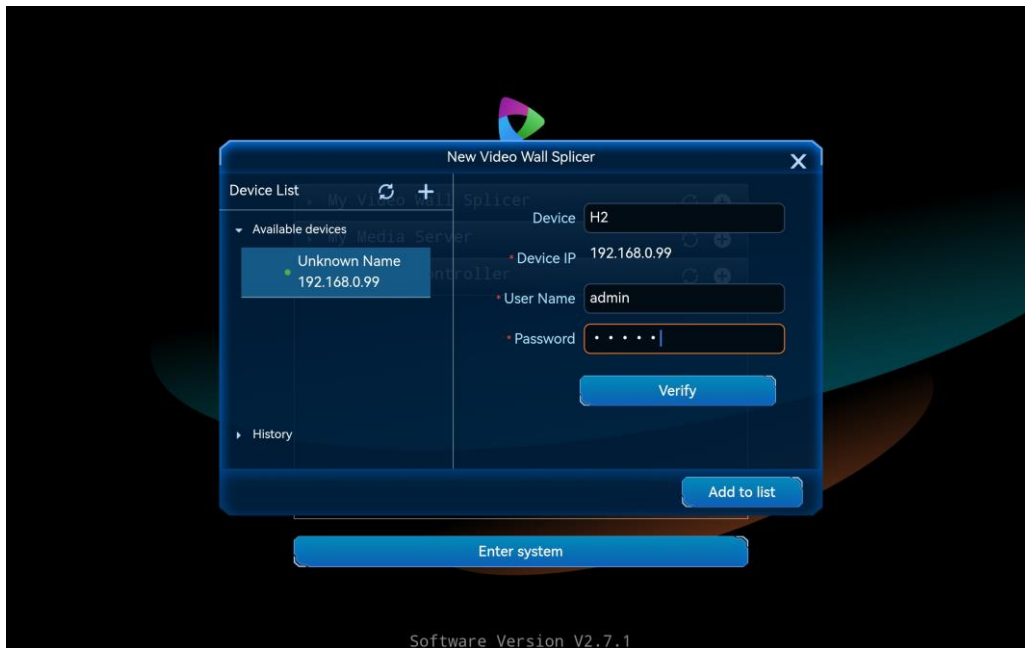 New Video Wall Splicer
X
Device List
Available devices
Unknown Name
192.168.0.99
History
My Video Wall Splicer
My Media Server
Device H2
* Device IP 192.168.0.99
* User Name admin
* Password •••••
Verify
Add to list
Enter system
Software Version V2.7.1